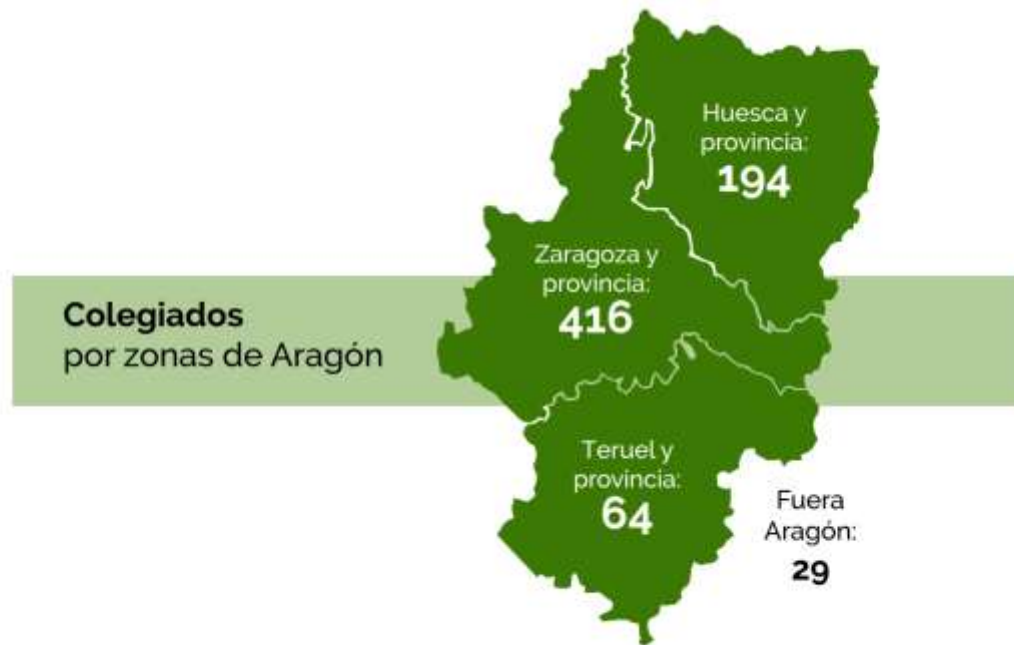 Huesca y
provincia:
194
Zaragoza y
provincia:
416
Colegiados
por zonas de Aragón
Teruel y
provincia:
64
Fuera
Aragón:
29